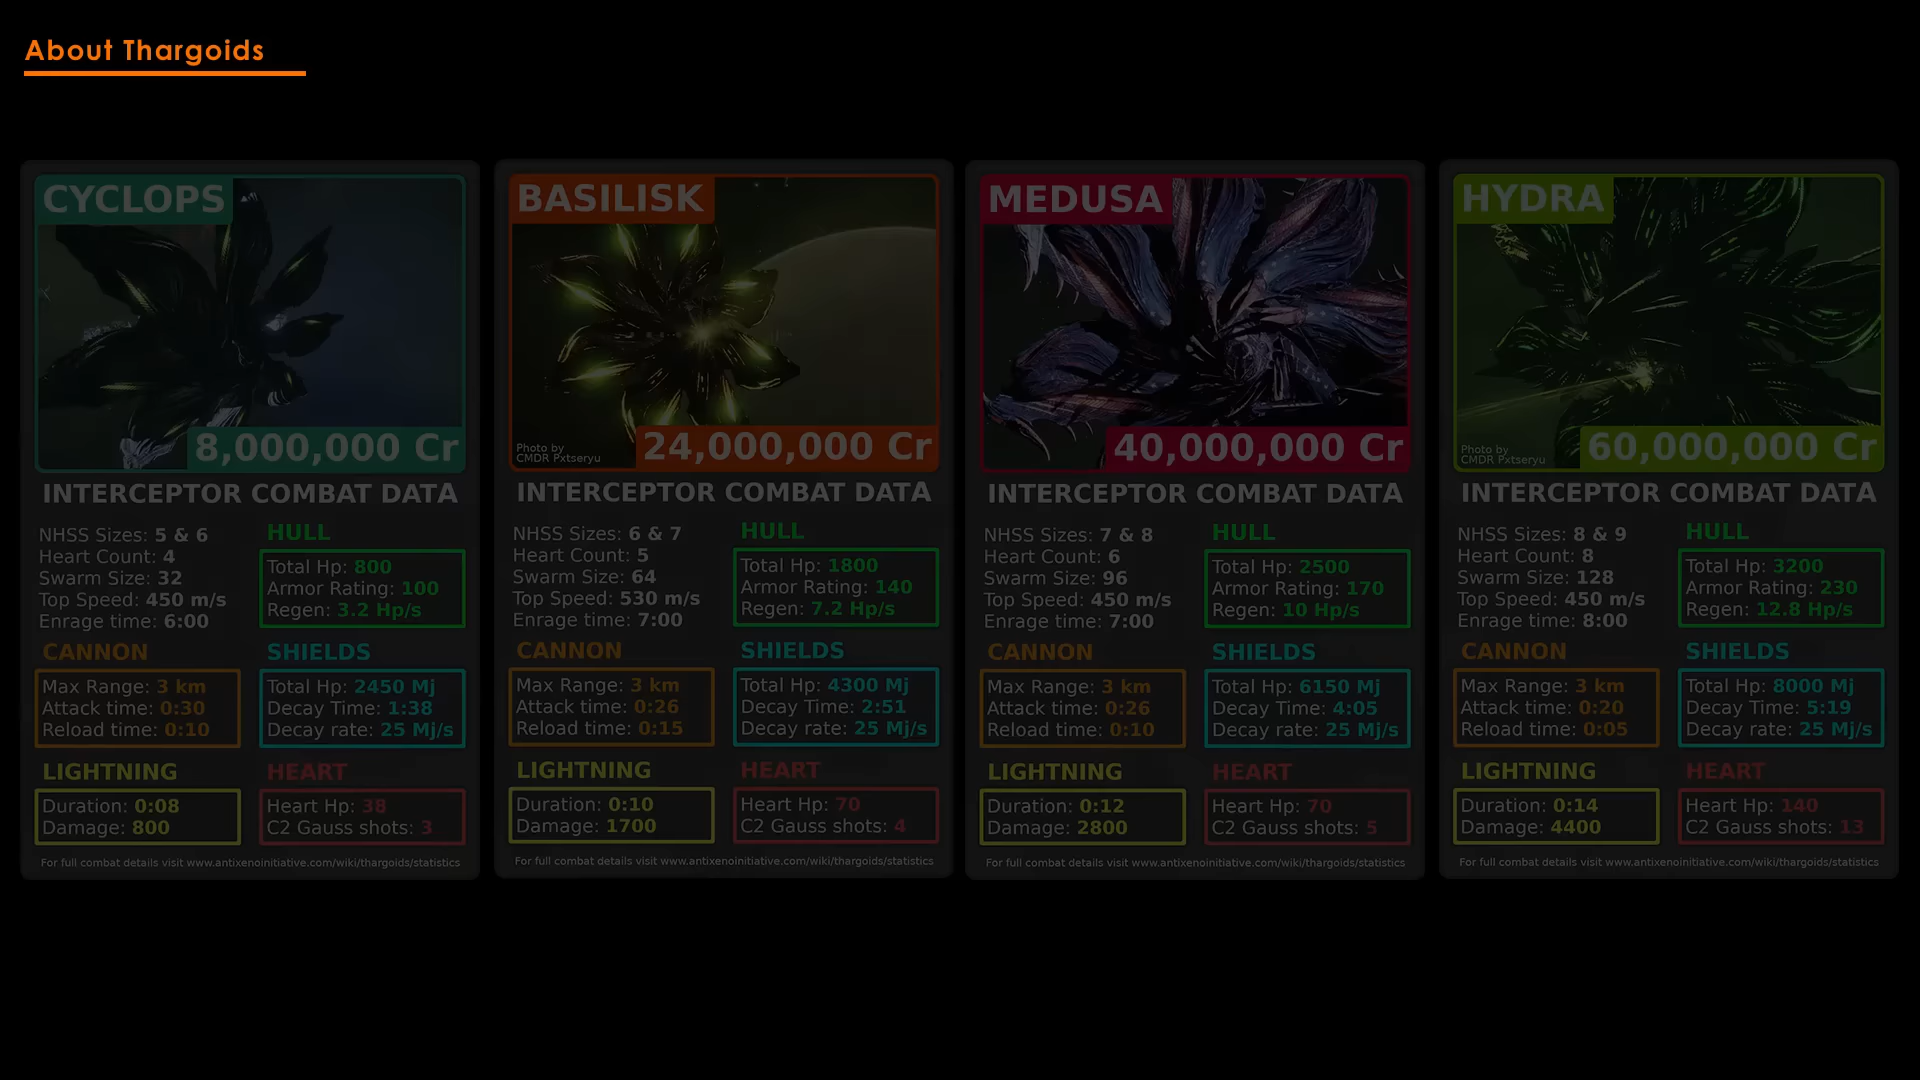 About Thargoids
CYCLOPS
8,000,000 Cr
INTERCEPTOR COMBAT DATA
NHSS Sizes: 5 & 6
Heart Count: 4
Swarm Size: 32
Top Speed: 450 m/s
Enrage time: 6:00
HULL
Total Hp: 800
Armor Rating: 100
Regen: 3.2 Hp/s
CANNON
Max Range: 3 km
Attack time: 0:30
Reload time: 0:10
SHIELDS
Total Hp: 2450 Mj
Decay Time: 1:38
Decay rate: 25 Mj/s
LIGHTNING
Duration: 0:08
Damage: 800
HEART
Heart Hp: 38
C2 Gauss shots: 3
For full combat details visit www.antixenoinitiative.com/wiki/thargoids/statistics
BASILISK
Photo by
CMDR Pxtseryu
24,000,000 Cr
INTERCEPTOR COMBAT DATA
NHSS Sizes: 6 & 7
Heart Count: 5
Swarm Size: 64
Top Speed: 530 m/s
Enrage time: 7:00
HULL
Total Hp: 1800
Armor Rating: 140
Regen: 7.2 Hp/s
CANNON
Max Range: 3 km
Attack time: 0:26
Reload time: 0:15
SHIELDS
Total Hp: 4300 Mj
Decay Time: 2:51
Decay rate: 25 Mj/s
LIGHTNING
Duration: 0:10
Damage: 1700
HEART
Heart Hp: 70
C2 Gauss shots: 4
For full combat details visit www.antixenoinitiative.com/wiki/thargoids/statistics
MEDUSA
40,000,000 Cr
INTERCEPTOR COMBAT DATA
NHSS Sizes: 7 & 8
Heart Count: 6
Swarm Size: 96
Top Speed: 450 m/s
Enrage time: 7:00
HULL
Total Hp: 2500
Armor Rating: 170
Regen: 10 Hp/s
CANNON
Max Range: 3 km
Attack time: 0:26
Reload time: 0:10
SHIELDS
Total Hp: 6150 Mj
Decay Time: 4:05
Decay rate: 25 Mj/s
LIGHTNING
Duration: 0:12
Damage: 2800
HEART
Heart Hp: 70
C2 Gauss shots: 5
For full combat details visit www.antixenoinitiative.com/wiki/thargoids/statistics
HYDRA
Photo by
CMDR Pxtseryu
60,000,000 Cr
INTERCEPTOR COMBAT DATA
NHSS Sizes: 8 & 9
Heart Count: 8
Swarm Size: 128
Top Speed: 450 m/s
Enrage time: 8:00
HULL
Total Hp: 3200
Armor Rating: 230
Regen: 12.8 Hp/s
CANNON
Max Range: 3 km
Attack time: 0:20
Reload time: 0:05
SHIELDS
Total Hp: 8000 Mj
Decay Time: 5:19
Decay rate: 25 Mj/s
LIGHTNING
Duration: 0:14
Damage: 4400
HEART
Heart Hp: 140
C2 Gauss shots: 13
For full combat details visit www.antixenoinitiative.com/wiki/thargoids/statistics